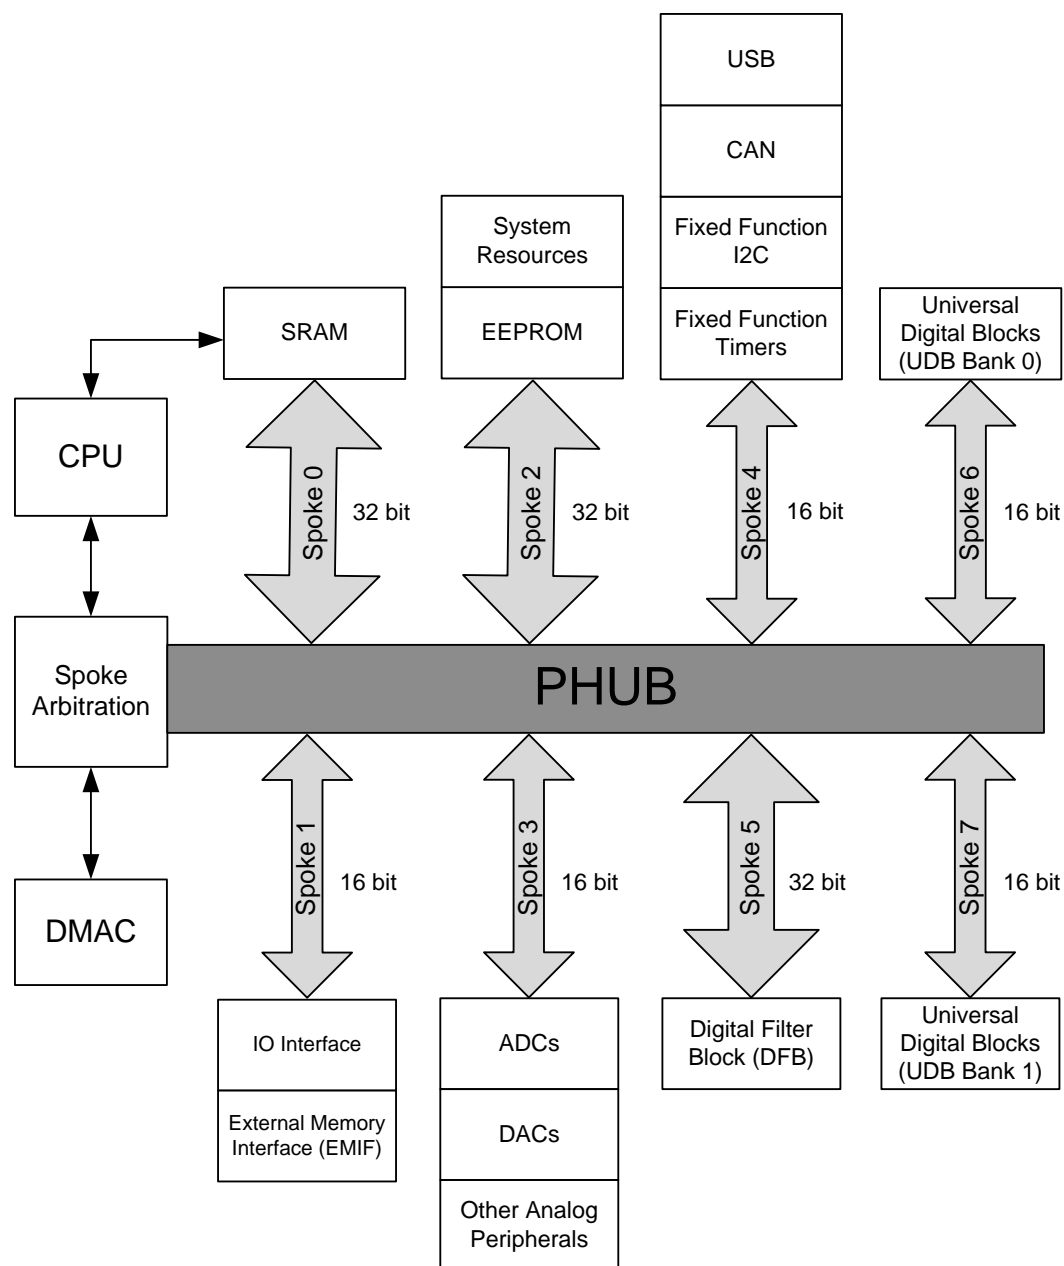 USB
CAN
System
Resources
Fixed Function
I2C
SRAM
EEPROM
Fixed Function
Timers
Universal
Digital Blocks
(UDB Bank 0)
CPU
Spoke 0
32 bit
Spoke 2
32 bit
Spoke 4
16 bit
Spoke 6
16 bit
Spoke
Arbitration
PHUB
Spoke 1
16 bit
Spoke 3
16 bit
Spoke 5
32 bit
Spoke 7
16 bit
DMAC
IO Interface
External Memory
Interface (EMIF)
ADCs
DACs
Other Analog
Peripherals
Digital Filter
Block (DFB)
Universal
Digital Blocks
(UDB Bank 1)